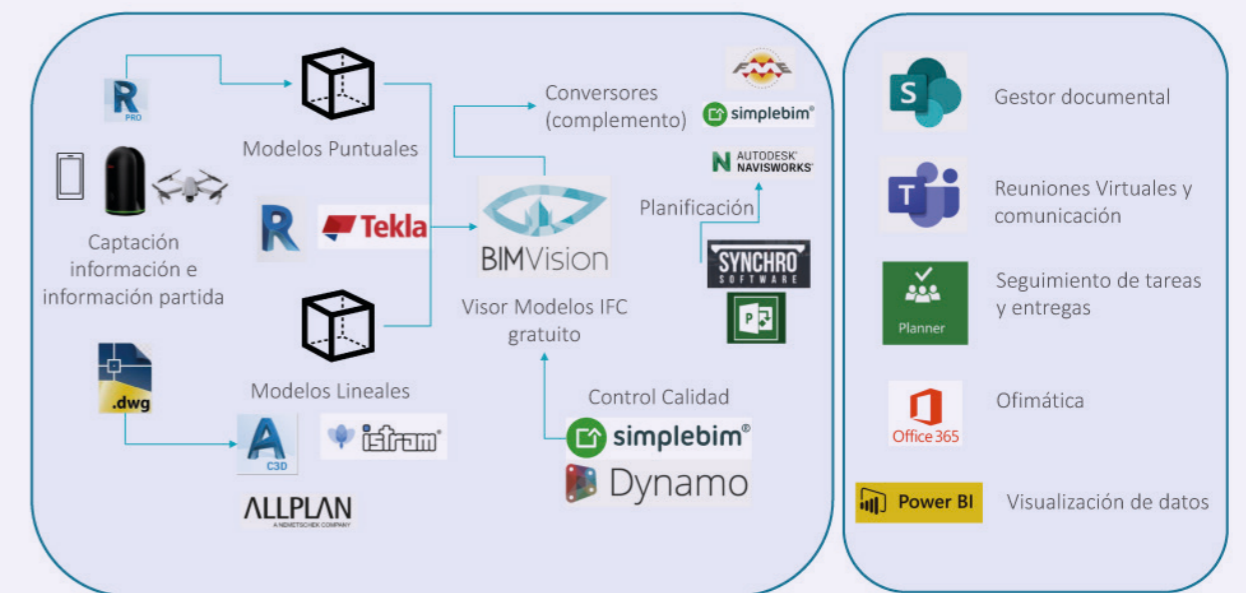 R
PRO
Modelos Puntuales
Captación
información e
información partida
R
Tekla
.dwg
Modelos Lineales
A
C3D
istram®
ALLPLAN
A NEMETSCHEK COMPANY
BIMVision
Visor Modelos IFC
gratuito
Conversores
(complemento)
FME
simplebim®
N AUTODESK®
NAVISWORKS®
Planificación
SYNCHRO
SOFTWARE
P
Control Calidad
simplebim®
Dynamo
S
Gestor documental
T
Reuniones Virtuales y
comunicación
Planner
Seguimiento de tareas
y entregas
Office 365
Ofimática
Power BI
Visualización de datos